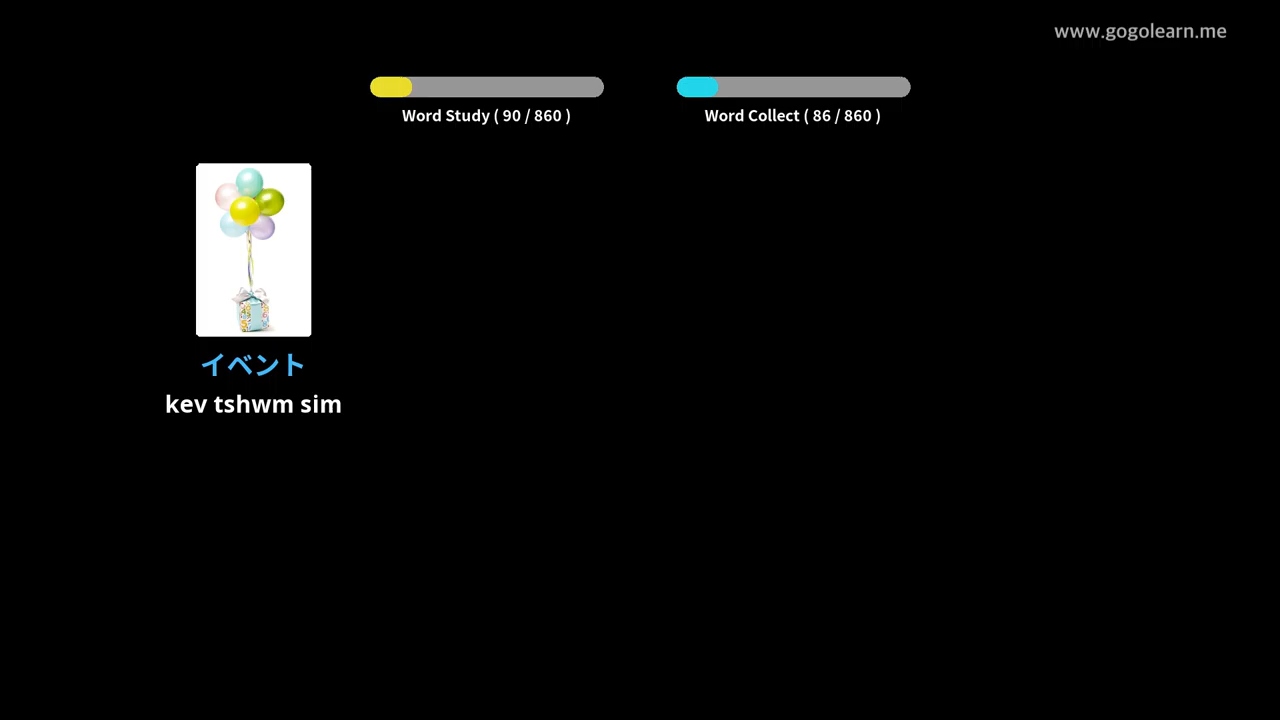 www.gogolearn.me
Word Study ( 90 / 860 )
Word Collect ( 86 / 860 )
イベント
kev tshwm sim